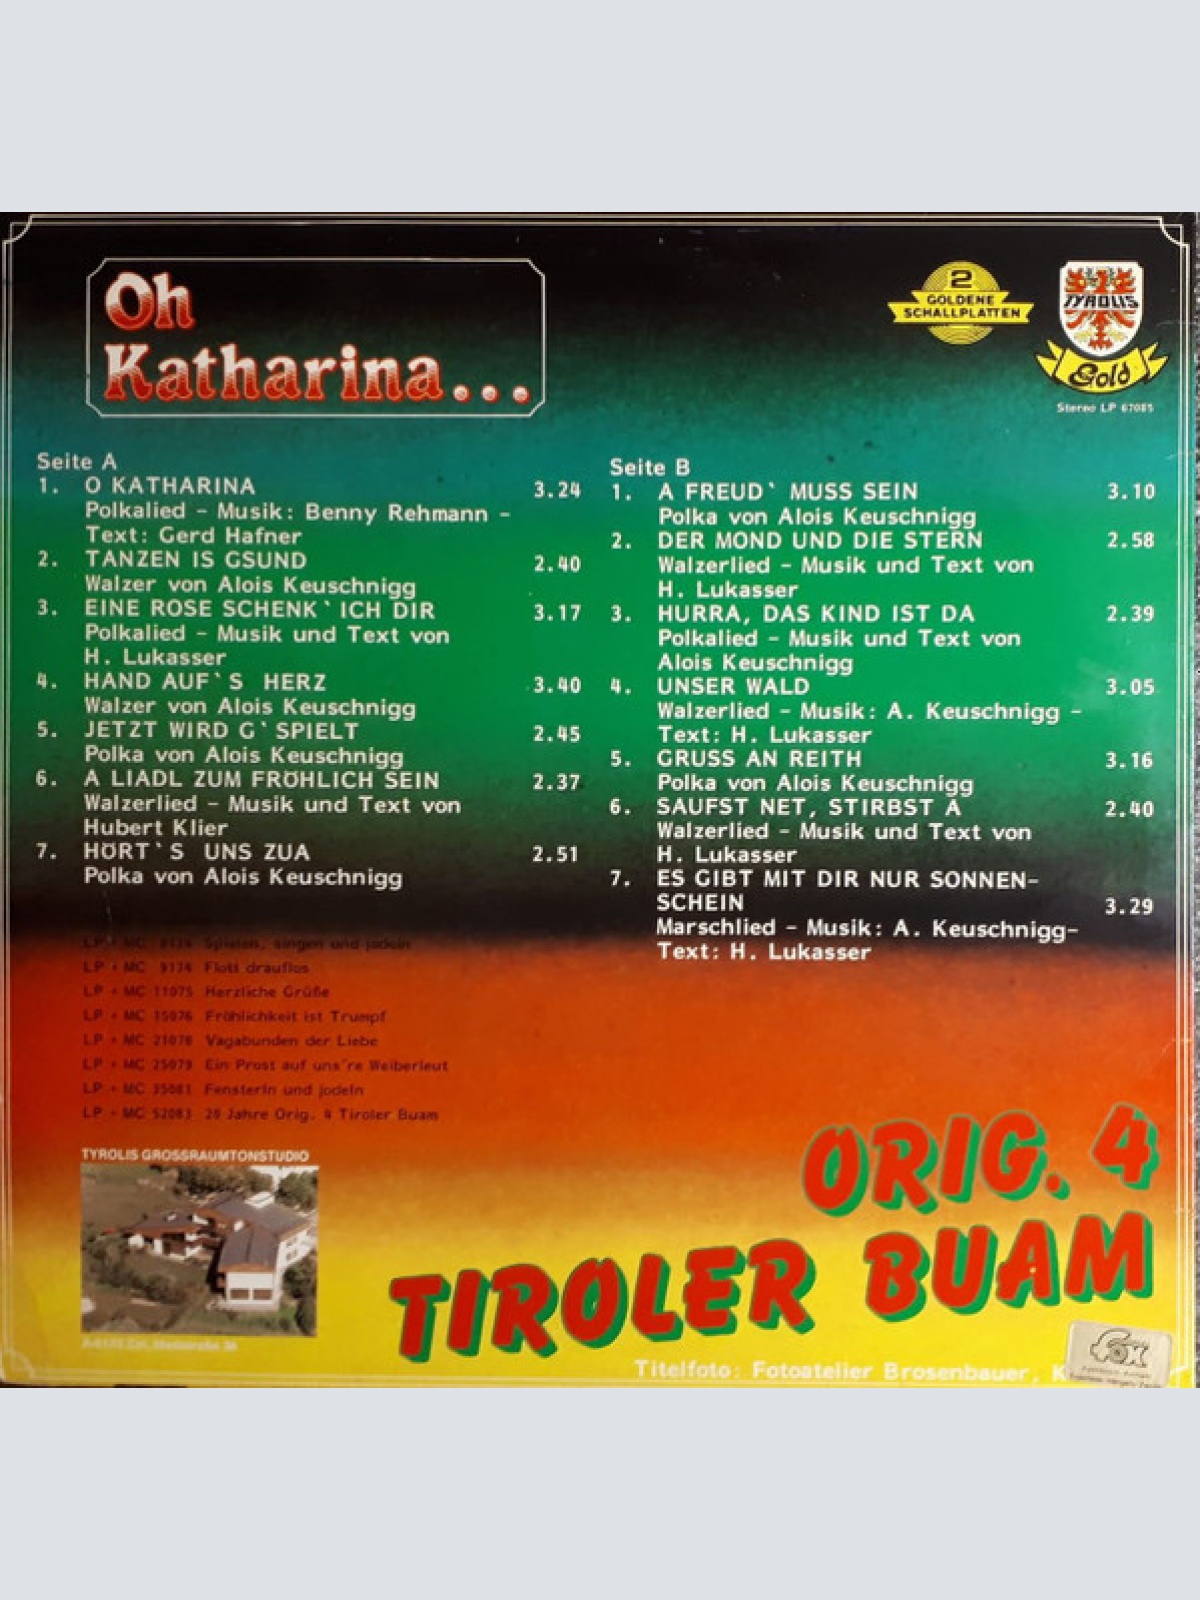 Oh
Katharina...
2
GOLDENE
SCHALLPLATTEN
TYROLIS
Gold
Stereo LP 67085
Seite A
1. O KATHARINA 3.24
Polkalied - Musik: Benny Rehmann -
Text: Gerd Hafner
2. TANZEN IS GSUND 2.40
Walzer von Alois Keuschnigg
3. EINE ROSE SCHENK`ICH DIR 3.17
Polkalied - Musik und Text von
H. Lukasser
4. HAND AUF`S HERZ 3.40
Walzer von Alois Keuschnigg
5. JETZT WIRD G`SPIELT 2.45
Polka von Alois Keuschnigg
6. A LIADL ZUM FRÖHLICH SEIN 2.37
Walzerlied - Musik und Text von
Hubert Klier
7. HÖRT`S UNS ZUA 2.51
Polka von Alois Keuschnigg
Seite B
1. A FREUD` MUSS SEIN 3.10
Polka von Alois Keuschnigg
2. DER MOND UND DIE STERN 2.58
Walzerlied - Musik und Text von
H. Lukasser
3. HURRA, DAS KIND IST DA 2.39
Polkalied - Musik und Text von
Alois Keuschnigg
4. UNSER WALD 3.05
Walzerlied - Musik: A. Keuschnigg -
Text: H. Lukasser
5. GRUSS AN REITH 3.16
Polka von Alois Keuschnigg
6. SAUFST NET, STIRBST A 2.40
Walzerlied - Musik und Text von
H. Lukasser
7. ES GIBT MIT DIR NUR SONNEN-
SCHEIN 3.29
Marschlied - Musik: A. Keuschnigg-
Text: H. Lukasser
LP + MC Spielen, singen und jodeln
LP + MC 9174 Flott drauflos
LP + MC 11075 Herzliche Grüße
LP + MC 15076 Fröhlichkeit ist Trumpf
LP + MC 21078 Vagabunden der Liebe
LP + MC 25079 Ein Prost auf uns're Weiberleut
LP + MC 35081 Fensterln und jodeln
LP + MC 52083 20 Jahre Orig. 4 Tiroler Buam
TYROLIS GROSSRAUMTONSTUDIO
ORIG. 4
TIROLER BUAM
Titelfoto: Fotoatelier Brosenbauer, K
fox